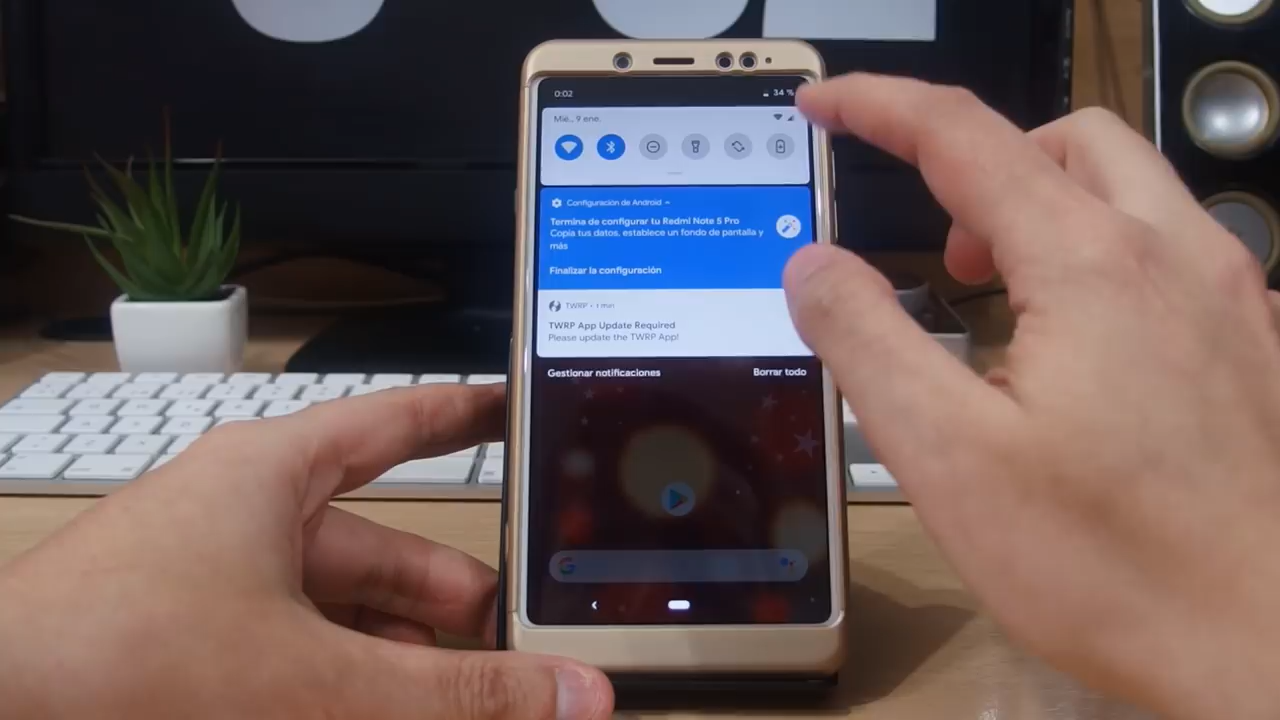 0:02
34 %
Mié., 9 ene.
Configuración de Android
Termina de configurar tu Redmi Note 5 Pro
Copia tus datos, establece un fondo de pantalla y
más
Finalizar la configuración
TWRP • 1 min
TWRP App Update Required
Please update the TWRP App!
Gestionar notificaciones
Borrar todo
G